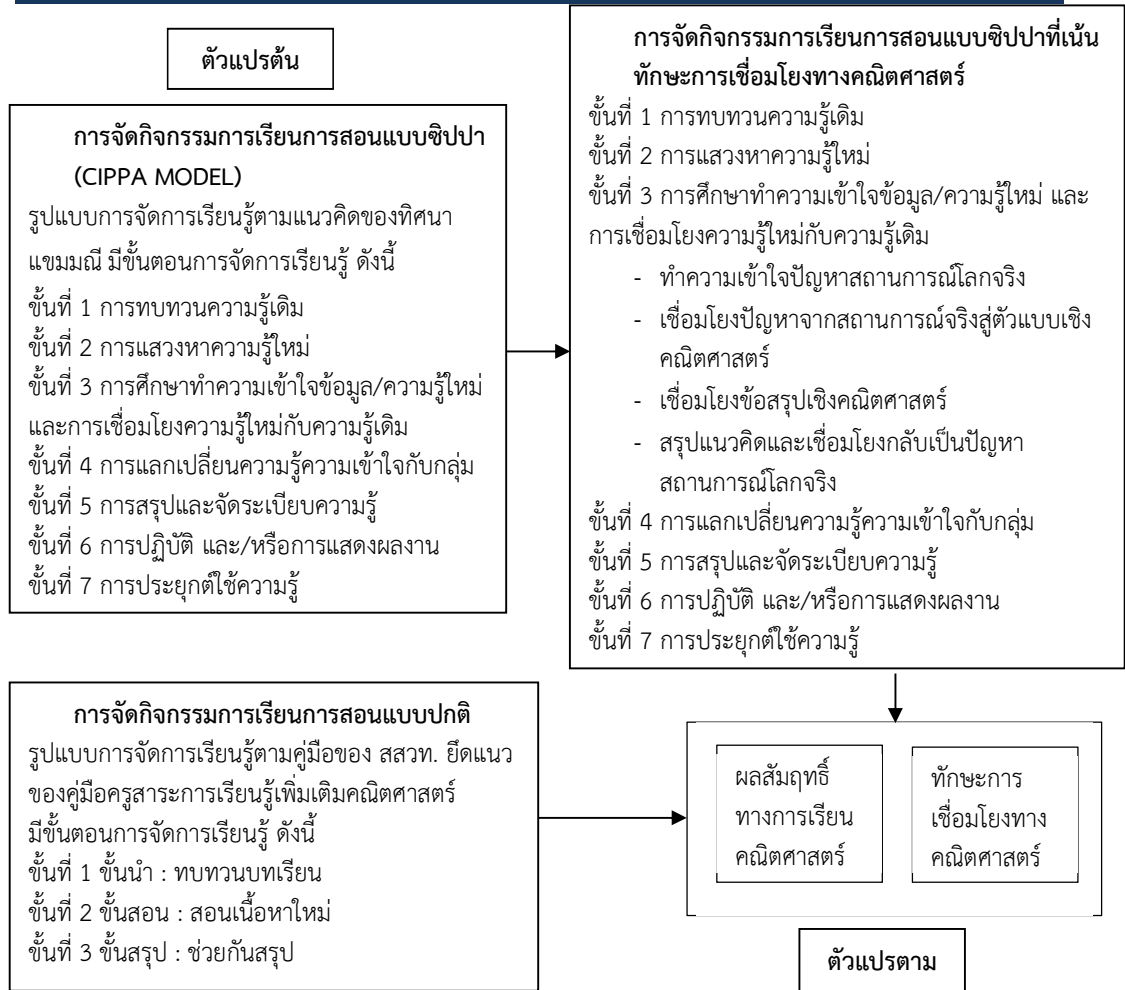 ตัวแปรต้น
การจัดกิจกรรมการเรียนการสอนแบบซิปปา
(CIPPA MODEL)
รูปแบบการจัดการเรียนรู้ตามแนวคิดของทิศนา
แขมมณี มีขั้นตอนการจัดการเรียนรู้ ดังนี้
ขั้นที่ 1 การทบทวนความรู้เดิม
ขั้นที่ 2 การแสวงหาความรู้ใหม่
ขั้นที่ 3 การศึกษาทำความเข้าใจข้อมูล/ความรู้ใหม่
และการเชื่อมโยงความรู้ใหม่กับความรู้เดิม
ขั้นที่ 4 การแลกเปลี่ยนความรู้ความเข้าใจกับกลุ่ม
ขั้นที่ 5 การสรุปและจัดระเบียบความรู้
ขั้นที่ 6 การปฏิบัติ และ/หรือการแสดงผลงาน
ขั้นที่ 7 การประยุกต์ใช้ความรู้
การจัดกิจกรรมการเรียนการสอนแบบซิปปาที่เน้น
ทักษะการเชื่อมโยงทางคณิตศาสตร์
ขั้นที่ 1 การทบทวนความรู้เดิม
ขั้นที่ 2 การแสวงหาความรู้ใหม่
ขั้นที่ 3 การศึกษาทำความเข้าใจข้อมูล/ความรู้ใหม่ และ
การเชื่อมโยงความรู้ใหม่กับความรู้เดิม
- ทำความเข้าใจปัญหาสถานการณ์โลกจริง
- เชื่อมโยงปัญหาจากสถานการณ์จริงสู่ตัวแบบเชิง
คณิตศาสตร์
- เชื่อมโยงข้อสรุปเชิงคณิตศาสตร์
- สรุปแนวคิดและเชื่อมโยงกลับเป็นปัญหา
สถานการณ์โลกจริง
ขั้นที่ 4 การแลกเปลี่ยนความรู้ความเข้าใจกับกลุ่ม
ขั้นที่ 5 การสรุปและจัดระเบียบความรู้
ขั้นที่ 6 การปฏิบัติ และ/หรือการแสดงผลงาน
ขั้นที่ 7 การประยุกต์ใช้ความรู้
การจัดกิจกรรมการเรียนการสอนแบบปกติ
รูปแบบการจัดการเรียนรู้ตามคู่มือของ สสวท. ยึดแนว
ของคู่มือครูสาระการเรียนรู้เพิ่มเติมคณิตศาสตร์
มีขั้นตอนการจัดการเรียนรู้ ดังนี้
ขั้นที่ 1 ขั้นนำ : ทบทวนบทเรียน
ขั้นที่ 2 ขั้นสอน : สอนเนื้อหาใหม่
ขั้นที่ 3 ขั้นสรุป : ช่วยกันสรุป
ผลสัมฤทธิ์
ทางการเรียน
คณิตศาสตร์
ทักษะการ
เชื่อมโยงทาง
คณิตศาสตร์
ตัวแปรตาม